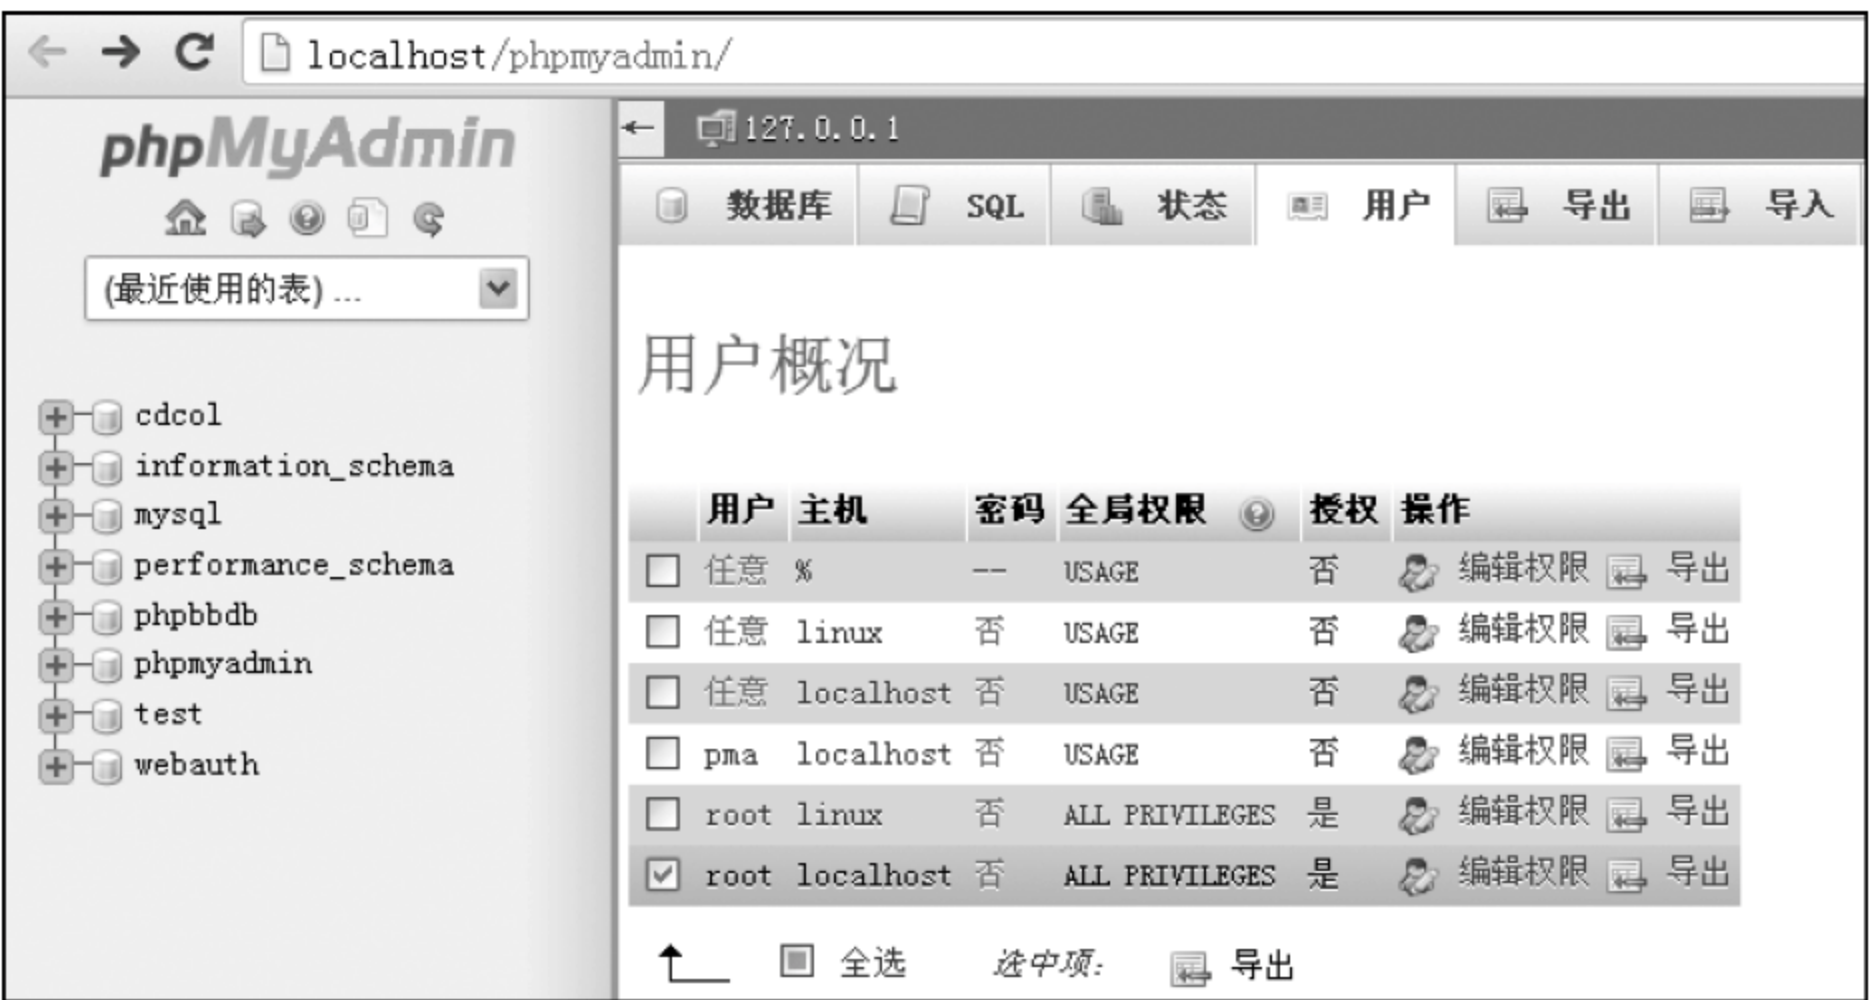 localhost/phpmyadmin/
phpMyAdmin
(最近使用的表) ...
cdcol
information_schema
mysql
performance_schema
phpbbdb
phpmyadmin
test
webauth
127.0.0.1
数据库 SQL 状态 用户 导出 导入
用户概况
用户 主机 密码 全局权限 授权 操作
任意 % -- USAGE 否 编辑权限 导出
任意 linux 否 USAGE 否 编辑权限 导出
任意 localhost 否 USAGE 否 编辑权限 导出
pma localhost 否 USAGE 否 编辑权限 导出
root linux 否 ALL PRIVILEGES 是 编辑权限 导出
root localhost 否 ALL PRIVILEGES 是 编辑权限 导出
全选 选中项: 导出